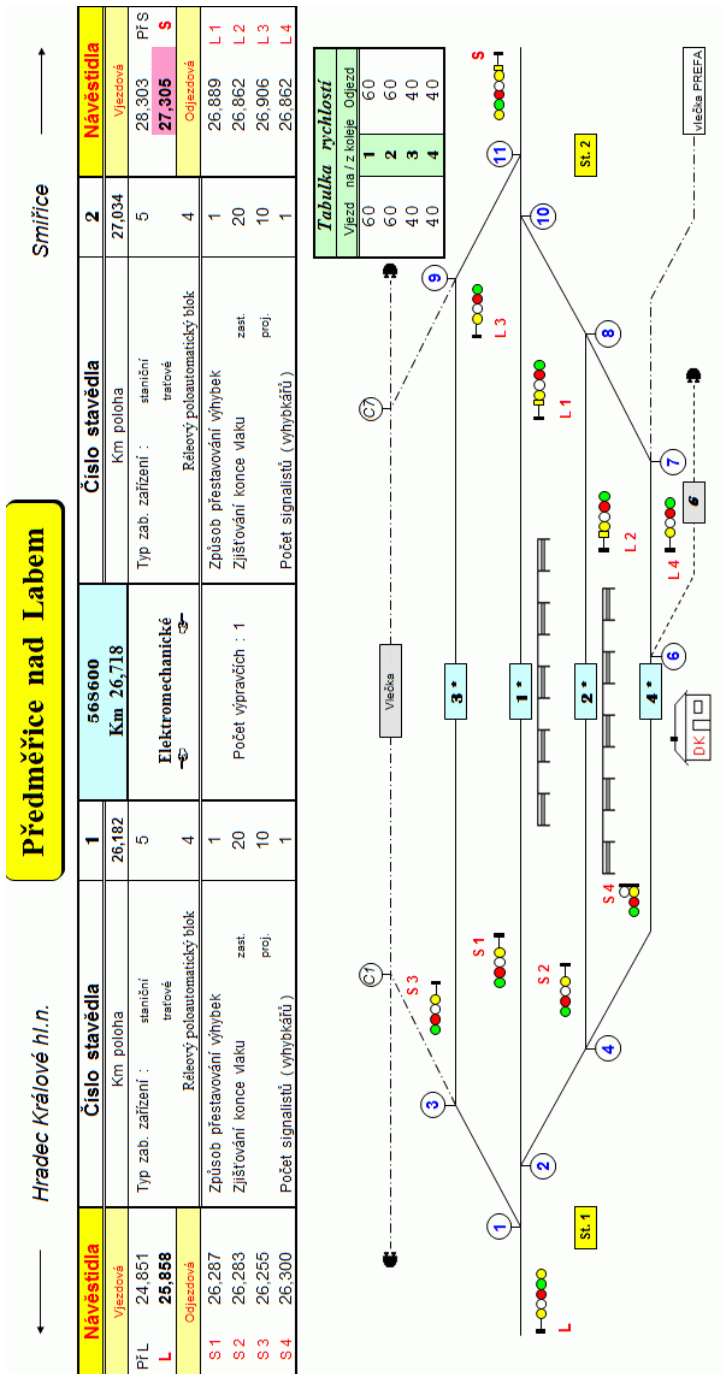 Předměřice nad Labem
Hradec Králové hl.n.
Smiřice
Návěstidla
Číslo stavědla
1
568600
Číslo stavědla
2
Návěstidla
Vjezdová
Km poloha
26,182
Km 26,718
Km poloha
27,034
Vjezdová
Př L 24,851
Typ zab. zařízení :
staniční
5
Elektromechanické
Typ zab. zařízení :
staniční
5
28,303 Př S
L 25,858
traťové
traťové
27,305 S
Odjezdová
Réleový poloautomatický blok
4
Réleový poloautomatický blok
4
Odjezdová
S 1 26,287
Způsob přestavování výhybek
1
Počet výpravčích : 1
Způsob přestavování výhybek
1
26,889 L 1
S 2 26,283
Zjišťování konce vlaku
zast.
20
Zjišťování konce vlaku
zast.
20
26,862 L 2
S 3 26,255
proj.
10
proj.
10
26,906 L 3
S 4 26,300
Počet signalistů ( vyhybkářů )
1
Počet signalistů ( vyhybkářů )
1
26,862 L 4
Tabulka rychlostí
Vjezd na / z koleje Odjezd
60 1 60
60 2 60
40 3 40
40 4 40
C1
Vlečka
C7
S 3
3
3 *
9
L 3
S 1
1
1 *
11
S
L
2
10
L 1
S 2
St. 1
4
2 *
8
St. 2
L 2
S 4
4 *
6
7
L 4
DK
6
vlečka PREFA